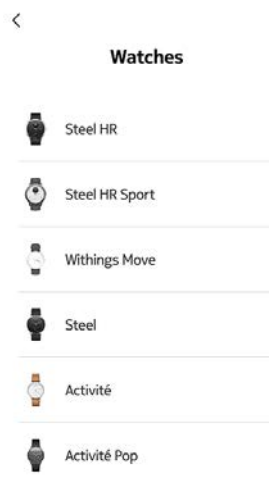 Watches
Steel HR
Steel HR Sport
Withings Move
Steel
Activité
Activité Pop